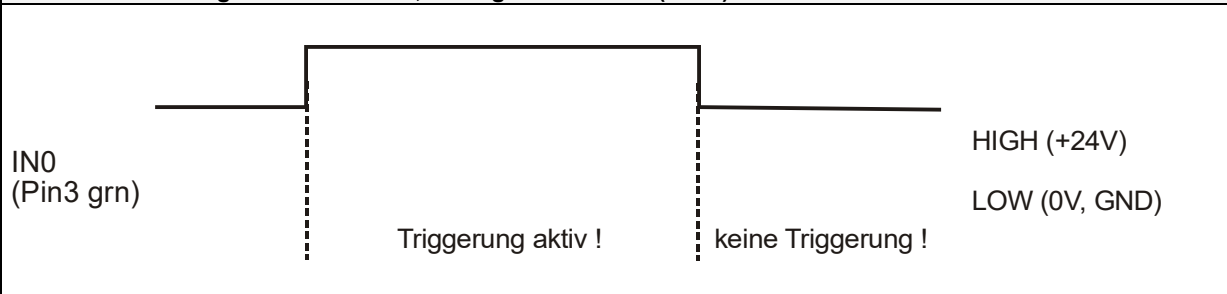 IN0
(Pin3 grn)
HIGH (+24V)
LOW (0V, GND)
Triggerung aktiv !
keine Triggerung !